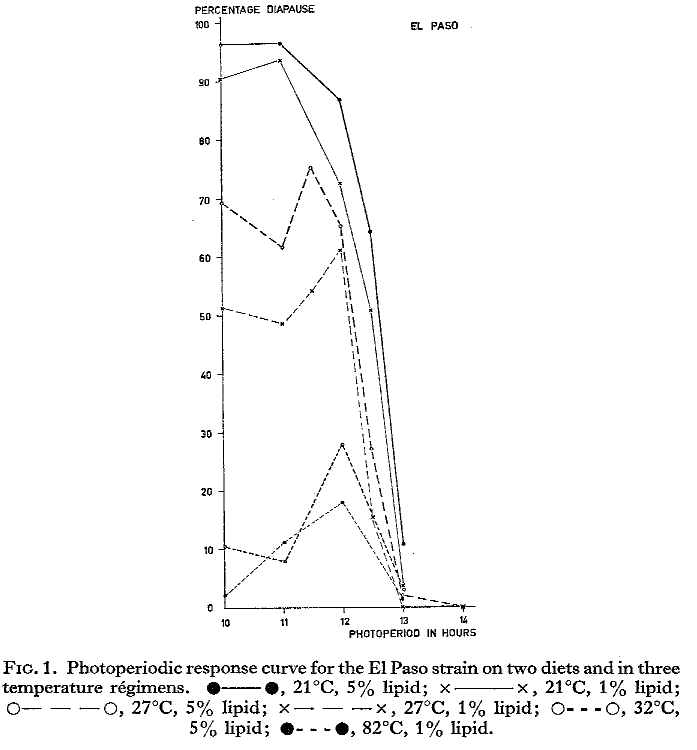 PERCENTAGE DIAPAUSE
EL PASO
100
90
80
70
60
50
40
30
20
10
0
10 11 12 13 14
PHOTOPERIOD IN HOURS
FIG. 1. Photoperiodic response curve for the El Paso strain on two diets and in three
temperature régimens. ●——●, 21°C, 5% lipid; ×———×, 21°C, 1% lipid;
○— — —○, 27°C, 5% lipid; ×— — —×, 27°C, 1% lipid; ○- - -○, 32°C,
5% lipid; ●- - -●, 82°C, 1% lipid.